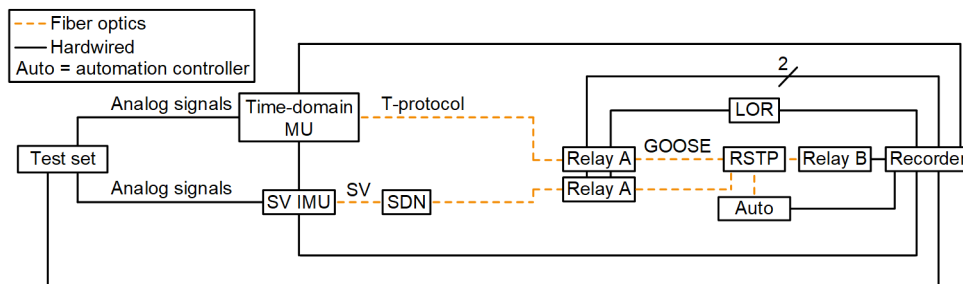 Fiber optics
Hardwired
Auto = automation controller
2
Analog signals
Time-domain
MU
T-protocol
LOR
Test set
Relay A
GOOSE
RSTP
Relay B
Recorder
Analog signals
SV IMU
SV
SDN
Relay A
Auto